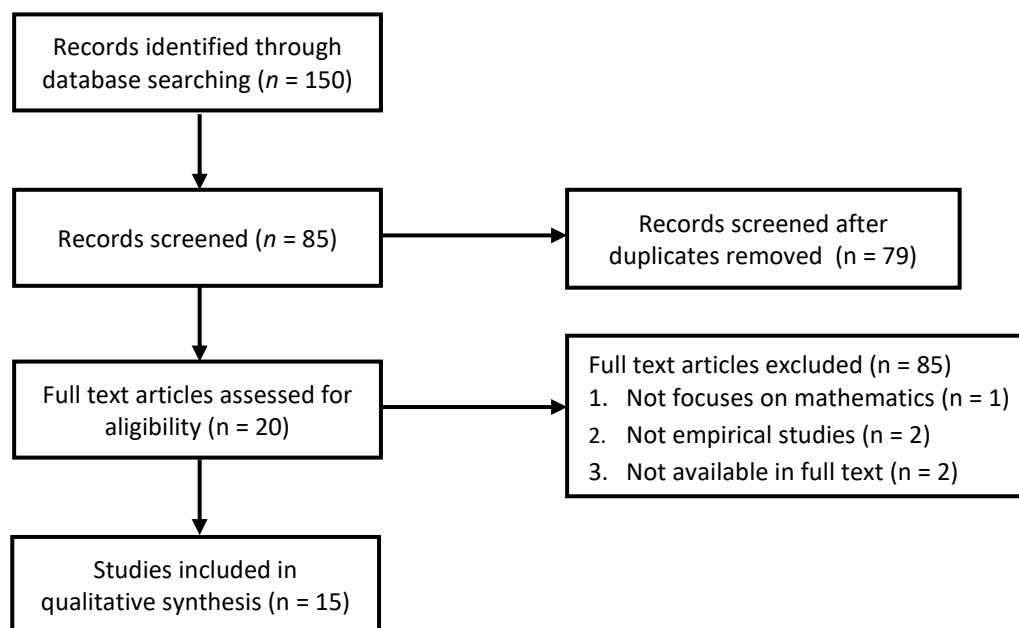 Records identified through
database searching (n = 150)
Records screened (n = 85)
Records screened after
duplicates removed (n = 79)
Full text articles assessed for
aligibility (n = 20)
Full text articles excluded (n = 85)
1. Not focuses on mathematics (n = 1)
2. Not empirical studies (n = 2)
3. Not available in full text (n = 2)
Studies included in
qualitative synthesis (n = 15)